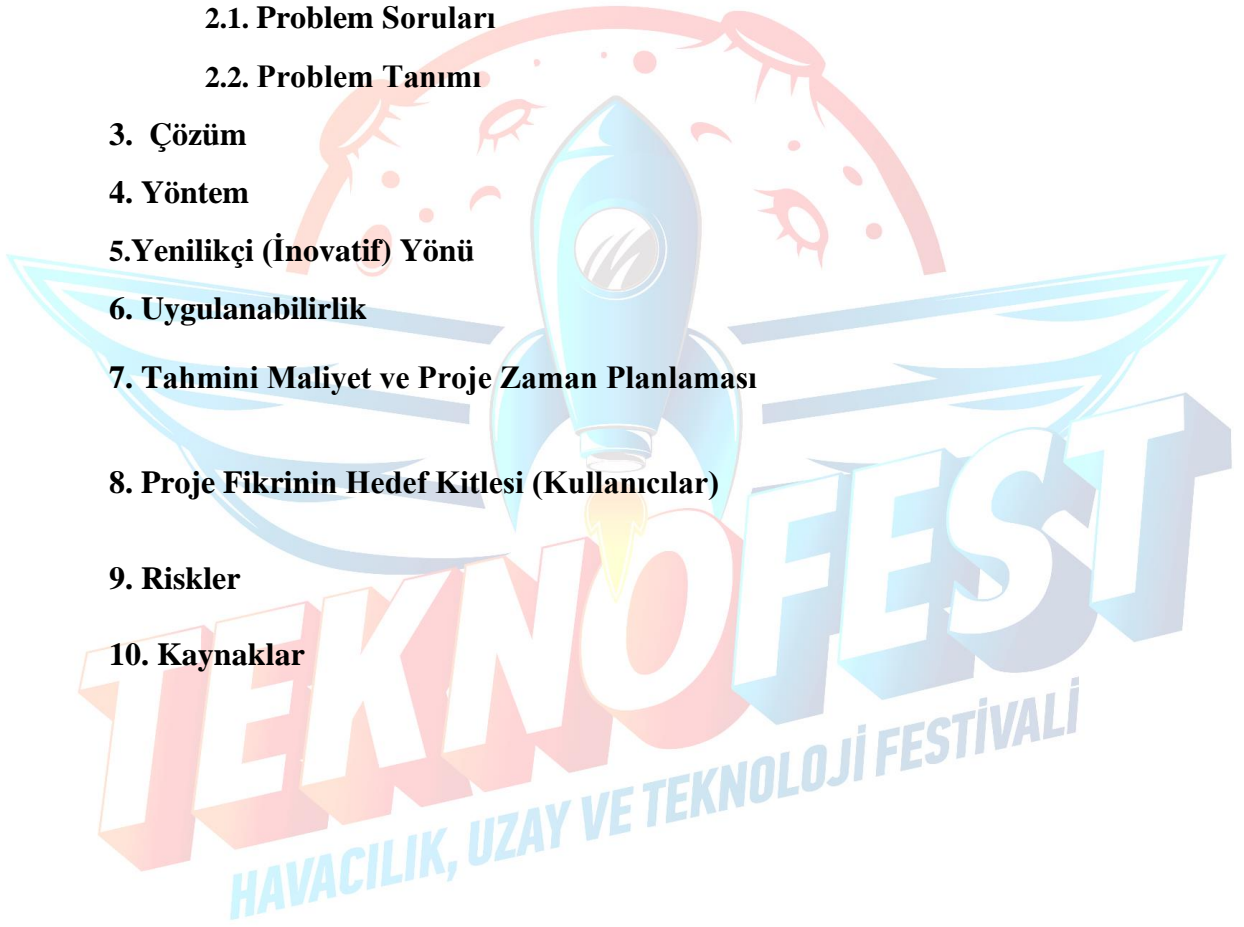 2.1. Problem Soruları
2.2. Problem Tanımı
3. Çözüm
4. Yöntem
5.Yenilikçi (İnovatif) Yönü
6. Uygulanabilirlik
7. Tahmini Maliyet ve Proje Zaman Planlaması
8. Proje Fikrinin Hedef Kitlesi (Kullanıcılar)
9. Riskler
10. Kaynaklar
TEKNOFEST
HAVACILIK, UZAY VE TEKNOLOJİ FESTİVALİ